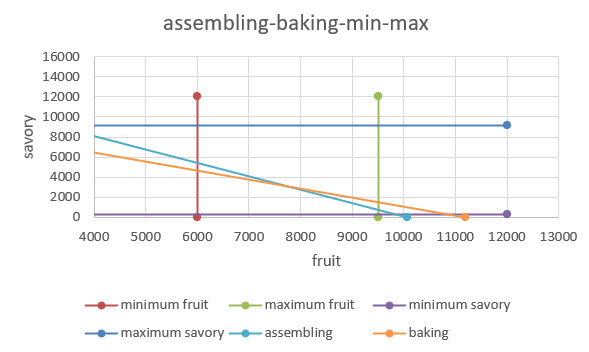 assembling-baking-min-max
16000
14000
12000
10000
8000
6000
4000
2000
0
savory
4000 5000 6000 7000 8000 9000 10000 11000 12000 13000
fruit
minimum fruit maximum fruit minimum savory
maximum savory assembling baking